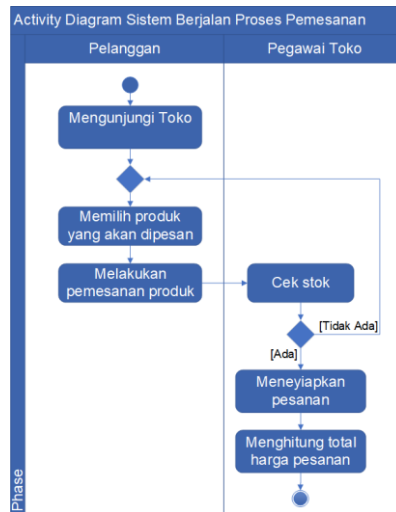 Activity Diagram Sistem Berjalan Proses Pemesanan
Pelanggan
Pegawai Toko
Mengunjungi Toko
Memilih produk
yang akan dipesan
Melakukan
pemesanan produk
Cek stok
[Tidak Ada]
[Ada]
Meneyiapkan
pesanan
Menghitung total
harga pesanan
Phase